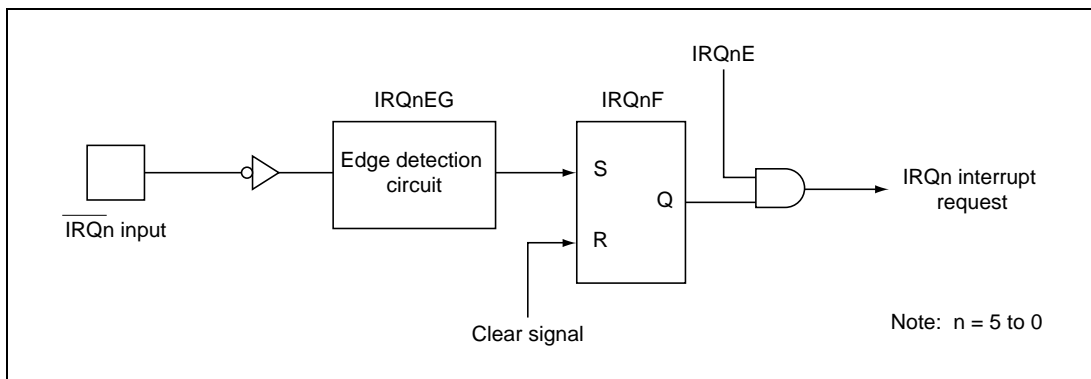 IRQnE
IRQnEG
IRQnF
Edge detection
circuit
S
Q
R
IRQn input
IRQn interrupt
request
Clear signal
Note: n = 5 to 0